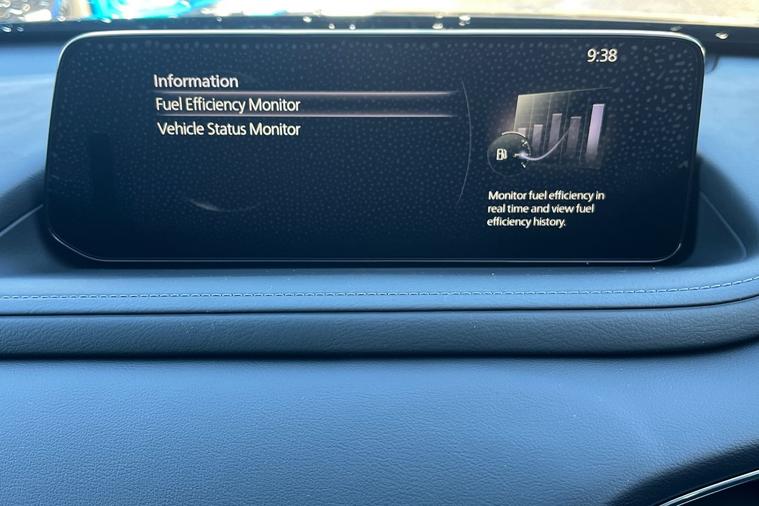 9:38
Information
Fuel Efficiency Monitor
Vehicle Status Monitor
Monitor fuel efficiency in
real time and view fuel
efficiency history.